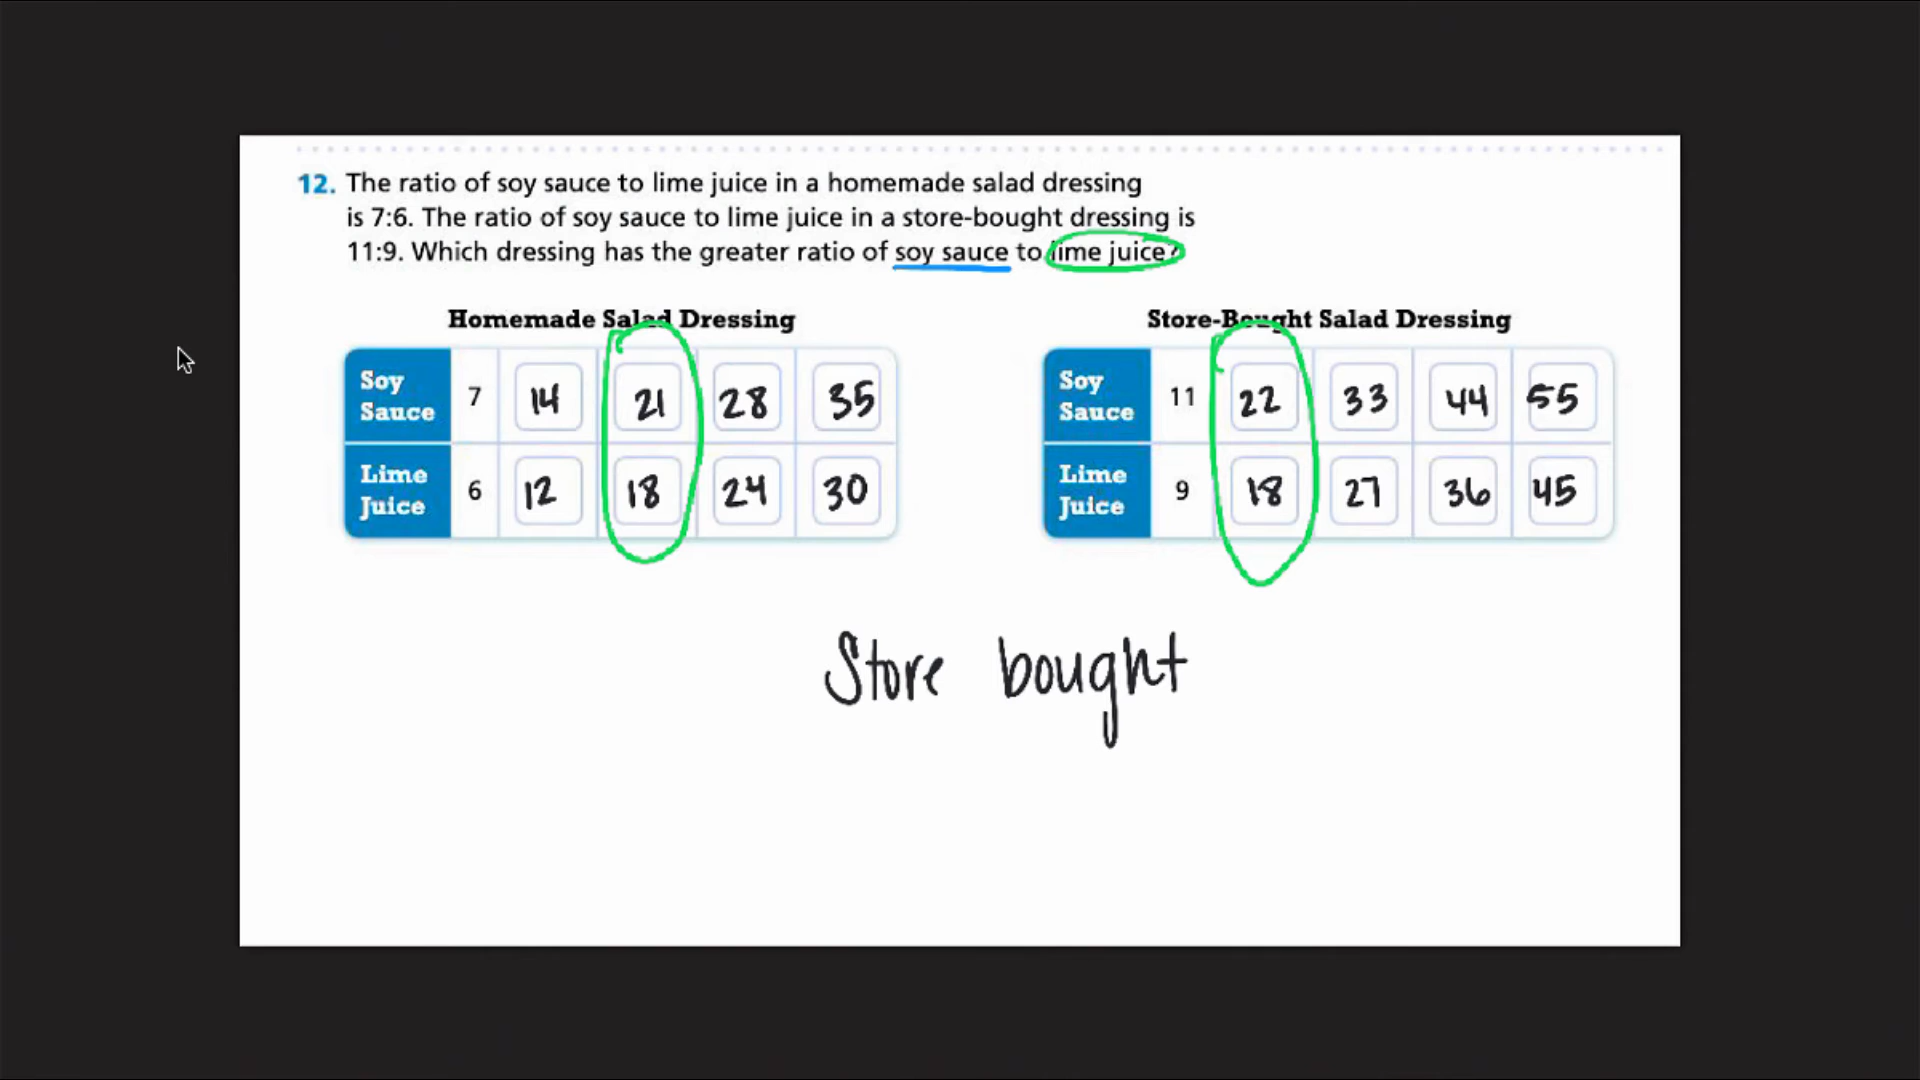 12. The ratio of soy sauce to lime juice in a homemade salad dressing
is 7:6. The ratio of soy sauce to lime juice in a store-bought dressing is
11:9. Which dressing has the greater ratio of soy sauce to lime juice?
Homemade Salad Dressing
Soy Sauce 7 14 21 28 35
Lime Juice 6 12 18 24 30
Store-Bought Salad Dressing
Soy Sauce 11 22 33 44 55
Lime Juice 9 18 27 36 45
Store bought